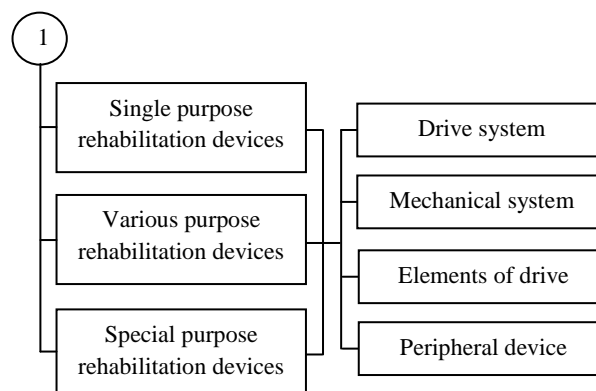 1
Single purpose
rehabilitation devices
Various purpose
rehabilitation devices
Special purpose
rehabilitation devices
Drive system
Mechanical system
Elements of drive
Peripheral device